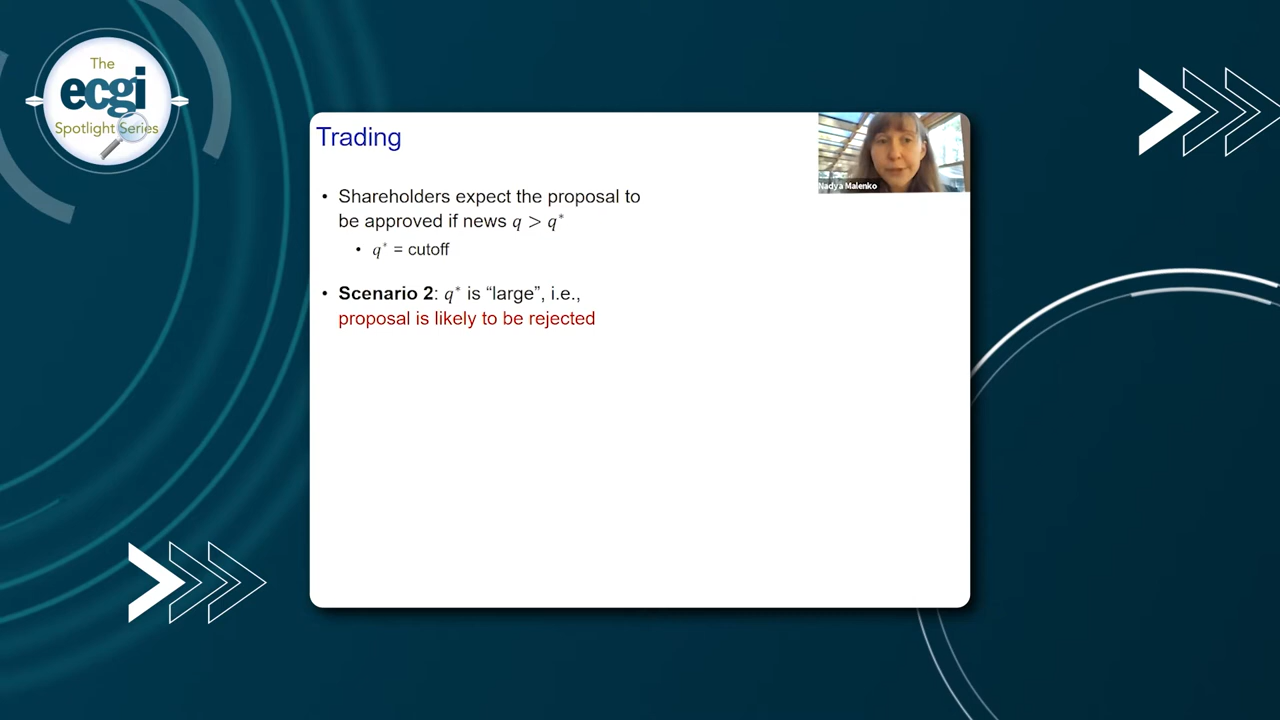 The
ecgi
Spotlight Series
Trading
Nadya Malenko
• Shareholders expect the proposal to
be approved if news q > q*
• q* = cutoff
• Scenario 2: q* is “large”, i.e.,
proposal is likely to be rejected